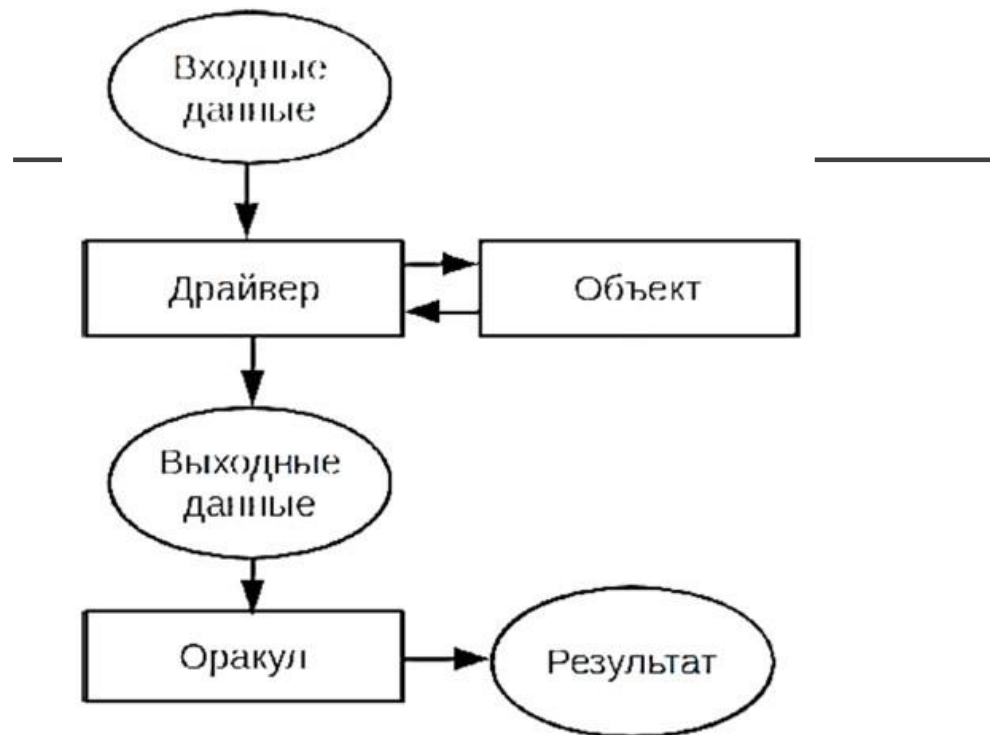 Входные
данные
Драйвер
Объект
Выходные
данные
Оракул
Результат